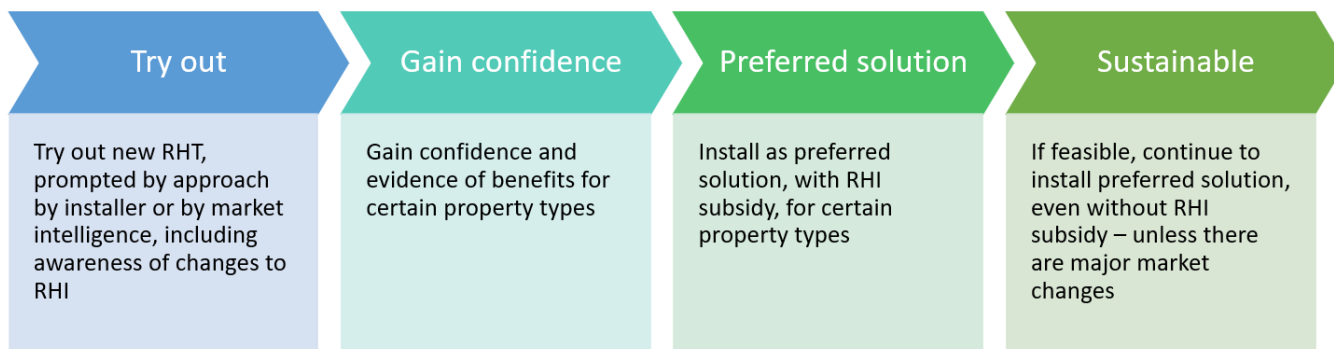 Try out
Try out new RHT,
prompted by approach
by installer or by market
intelligence, including
awareness of changes to
RHI
Gain confidence
Gain confidence and
evidence of benefits for
certain property types
Preferred solution
Install as preferred
solution, with RHI
subsidy, for certain
property types
Sustainable
If feasible, continue to
install preferred solution,
even without RHI
subsidy – unless there
are major market
changes